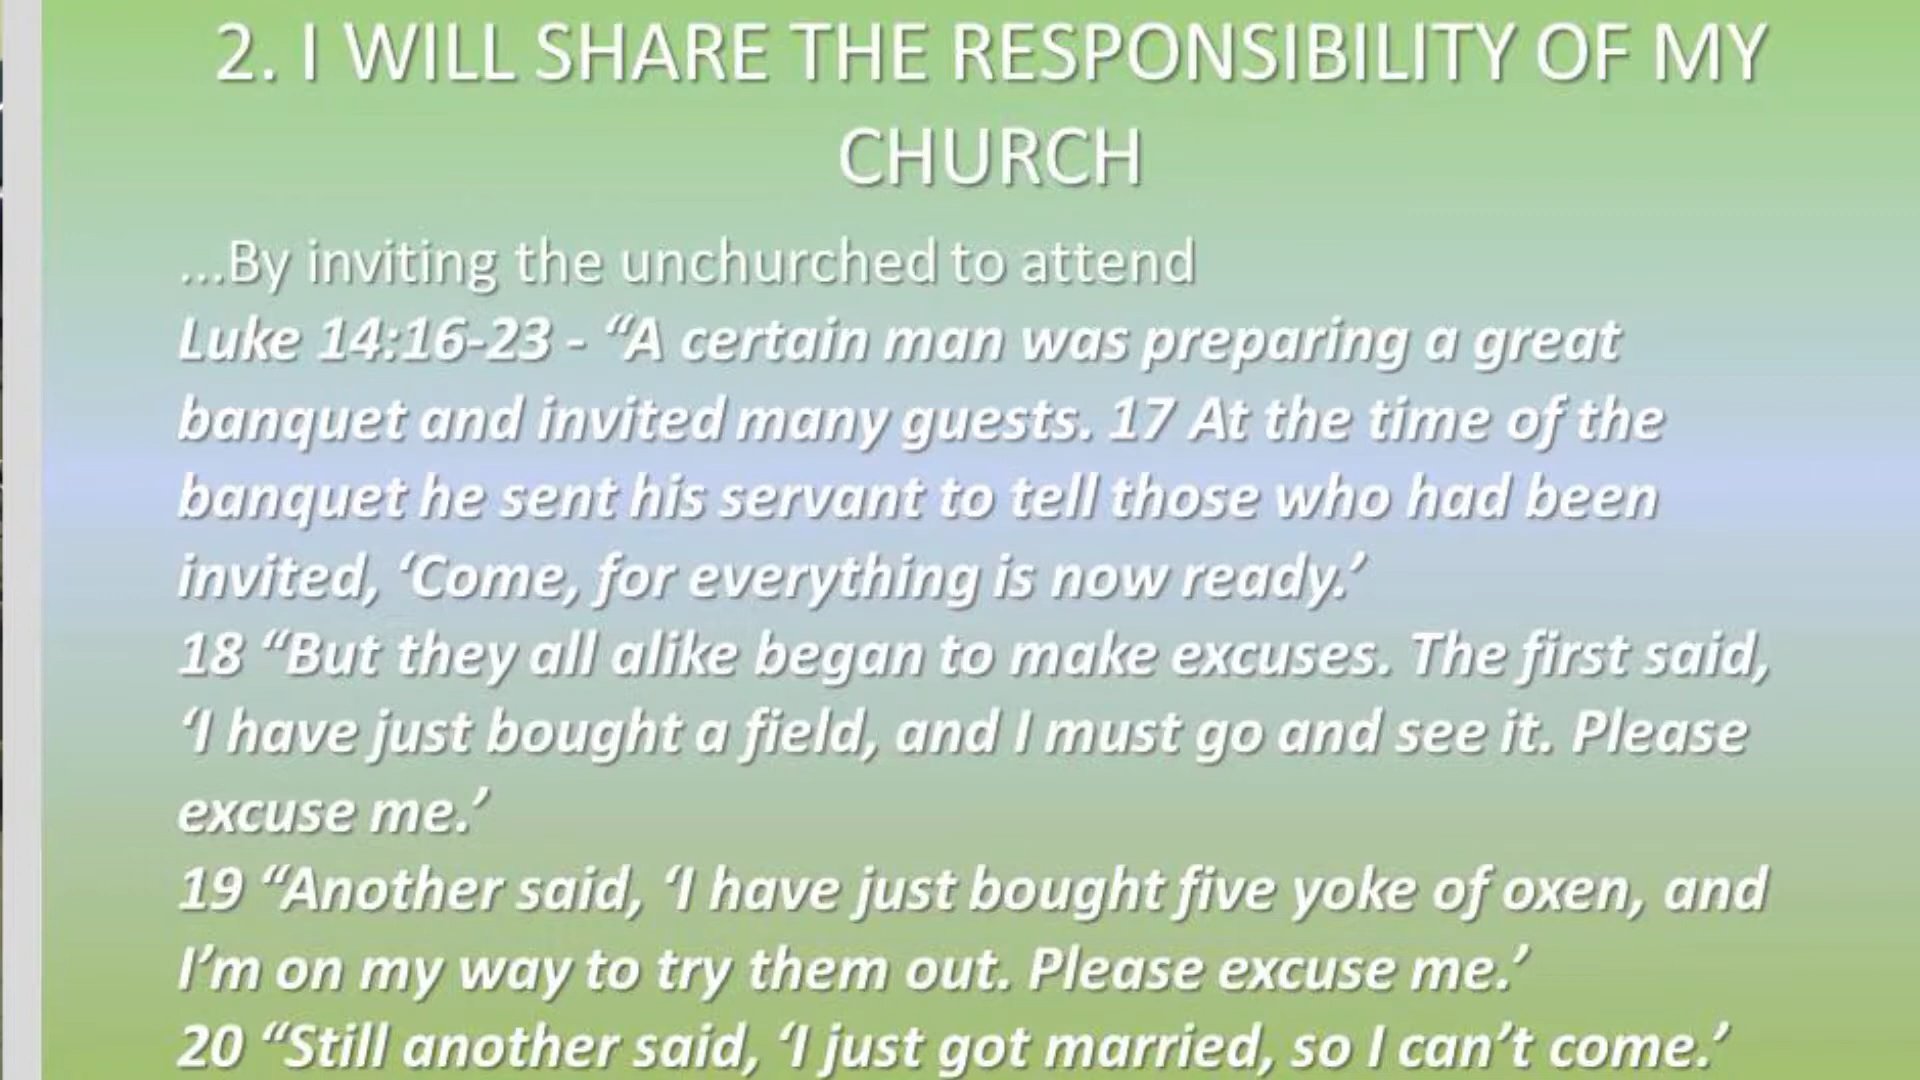 2. I WILL SHARE THE RESPONSIBILITY OF MY
CHURCH
...By inviting the unchurched to attend
Luke 14:16-23 - “A certain man was preparing a great
banquet and invited many guests. 17 At the time of the
banquet he sent his servant to tell those who had been
invited, ‘Come, for everything is now ready.’
18 “But they all alike began to make excuses. The first said,
‘I have just bought a field, and I must go and see it. Please
excuse me.’
19 “Another said, ‘I have just bought five yoke of oxen, and
I’m on my way to try them out. Please excuse me.’
20 “Still another said, ‘I just got married, so I can’t come.’